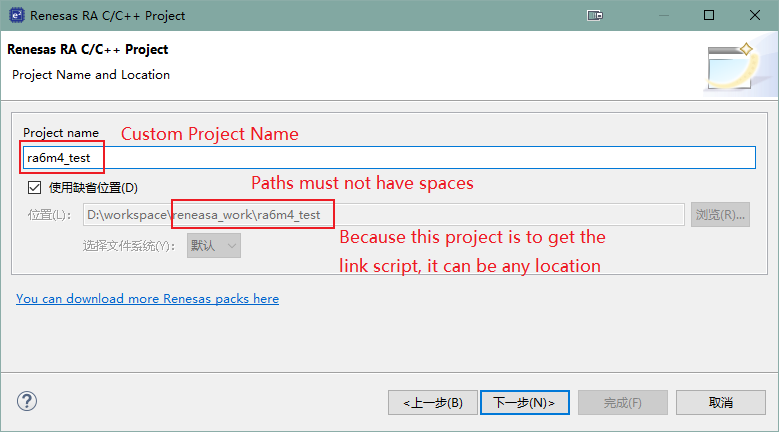 Renesas RA C/C++ Project
Renesas RA C/C++ Project
Project Name and Location
Project name
Custom Project Name
ra6m4_test
使用缺省位置(D)
Paths must not have spaces
位置(L):
D:\workspace\reneasa_work\ra6m4_test
浏览(R)...
Because this project is to get the
link script, it can be any location
选择文件系统(Y):
默认
You can download more Renesas packs here
?
<上一步(B)
下一步(N)>
完成(F)
取消